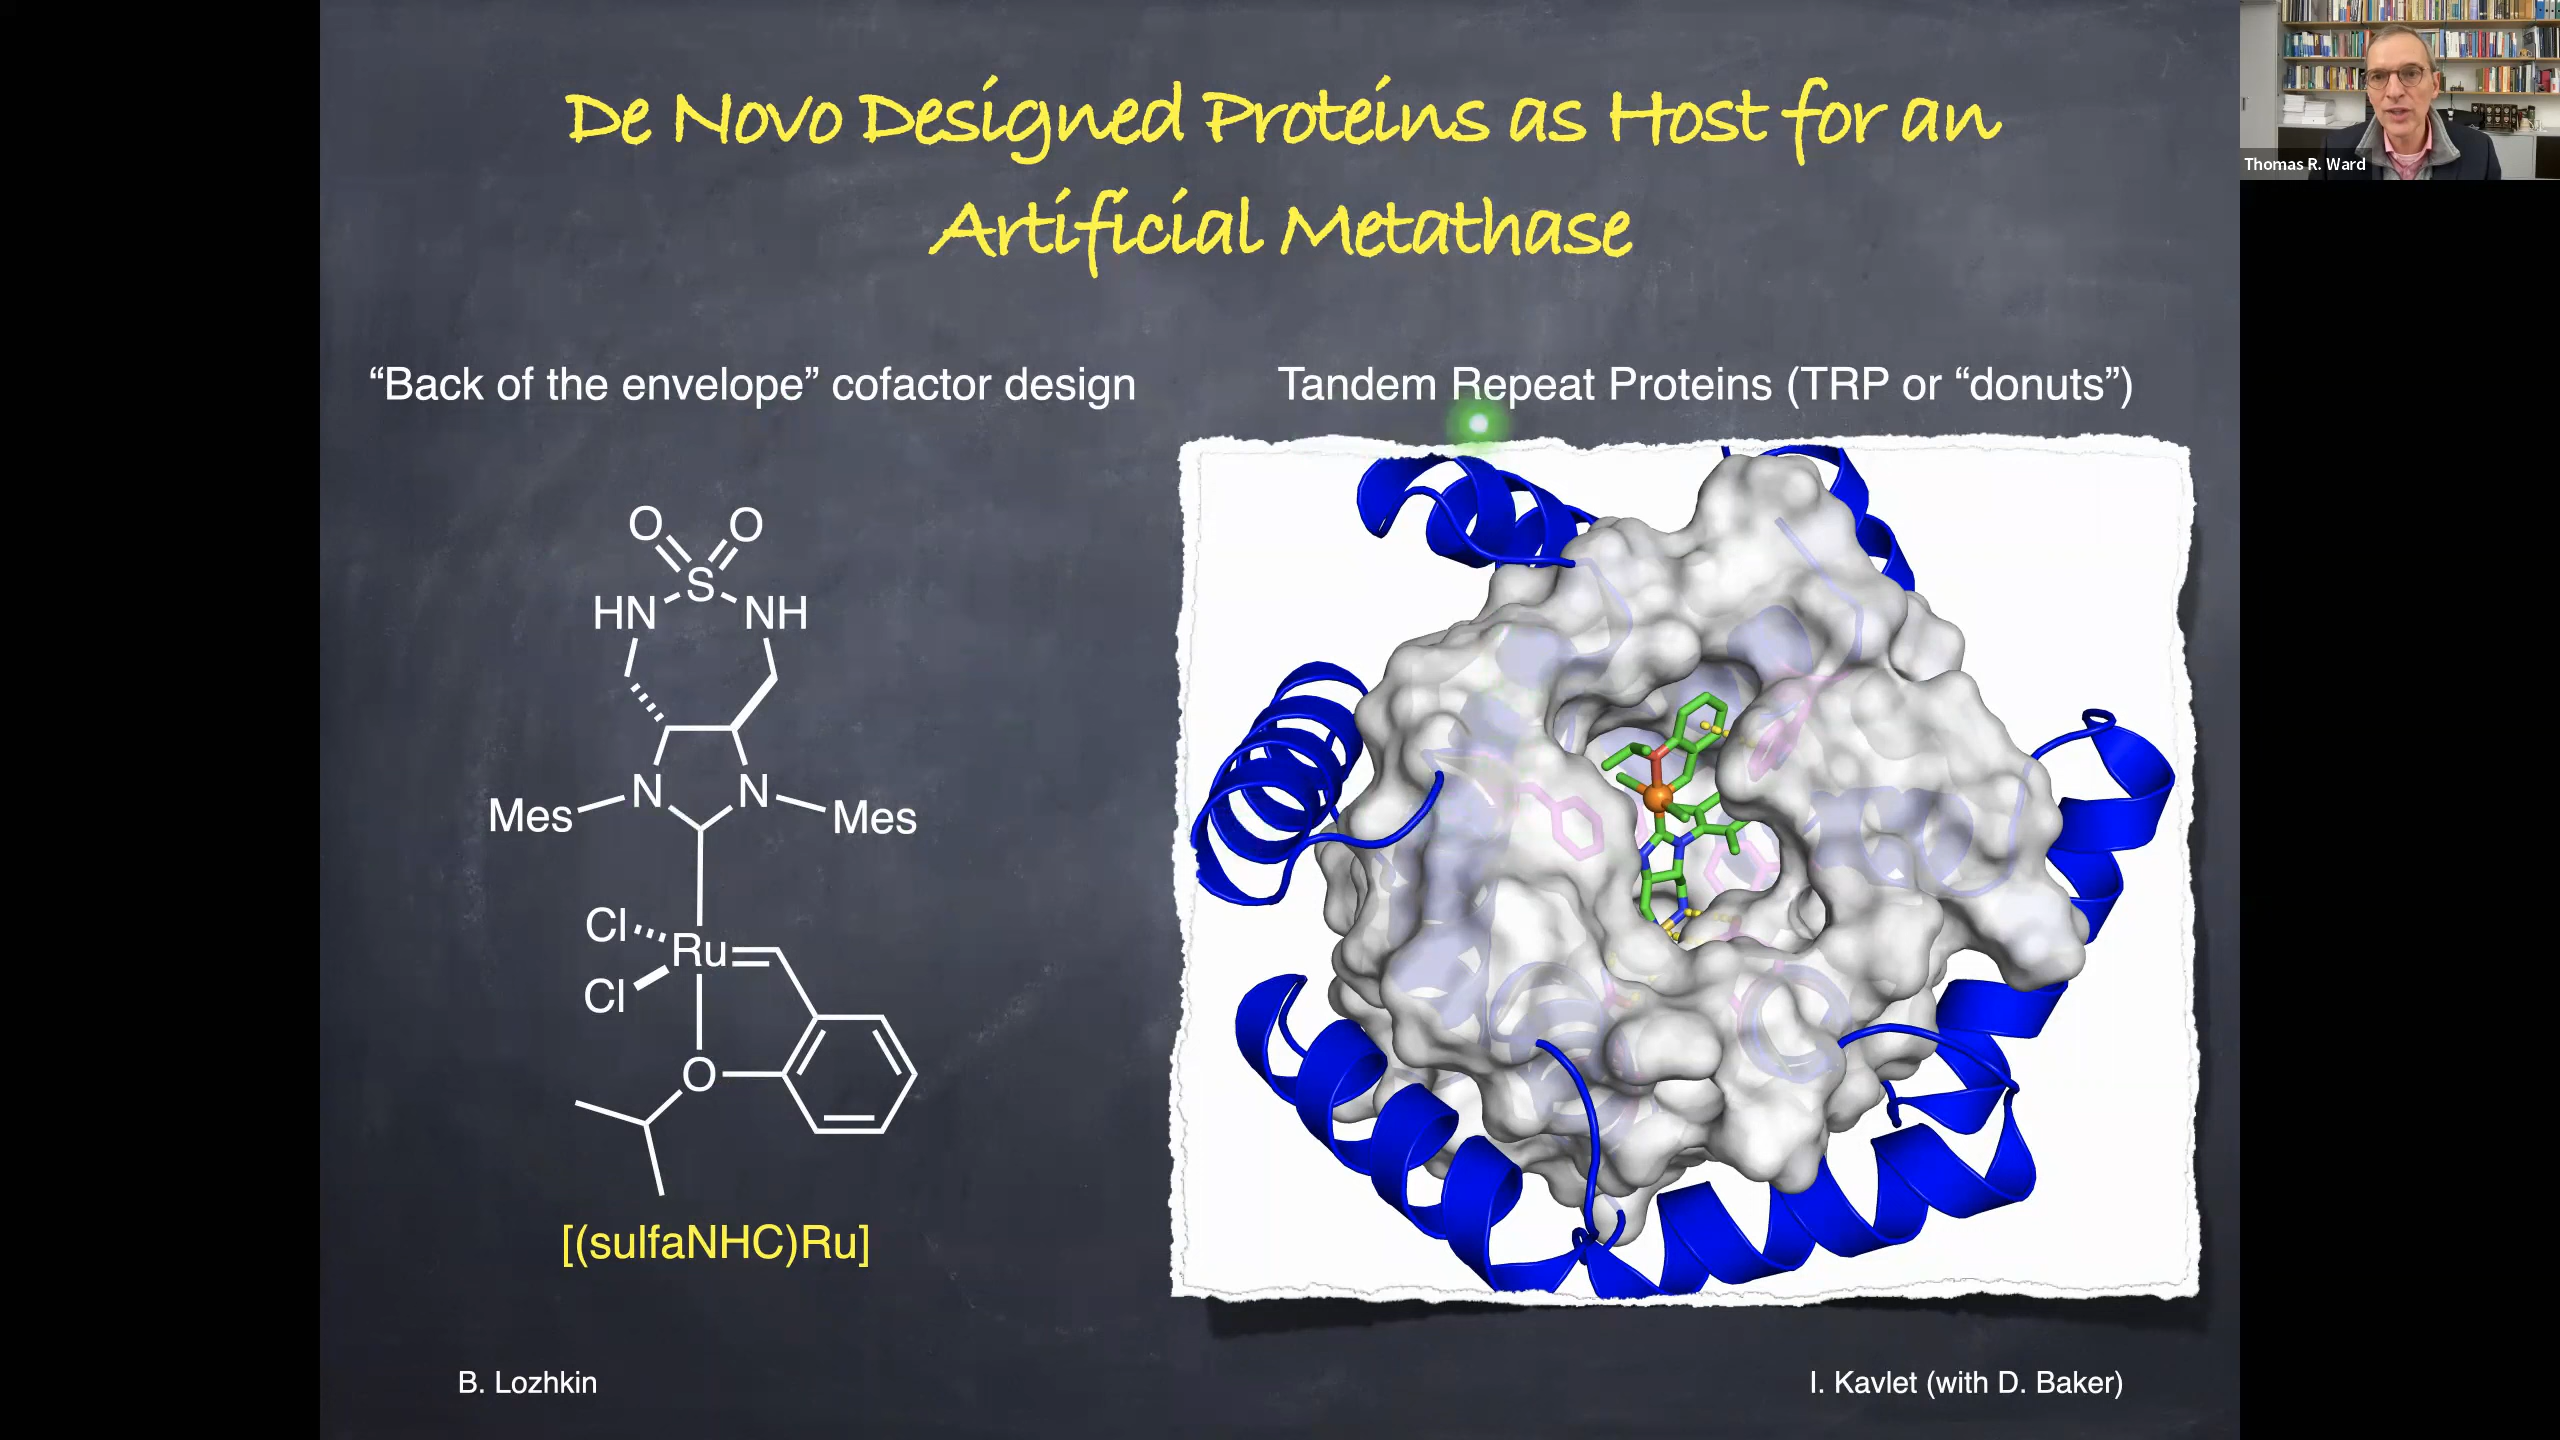 De Novo Designed Proteins as Host for an
Artificial Metathase
Thomas R. Ward
“Back of the envelope” cofactor design
Tandem Repeat Proteins (TRP or “donuts”)
O O
S
HN NH
N N
Mes Mes
Cl
Ru
Cl
O
[(sulfaNHC)Ru]
B. Lozhkin
I. Kavlet (with D. Baker)